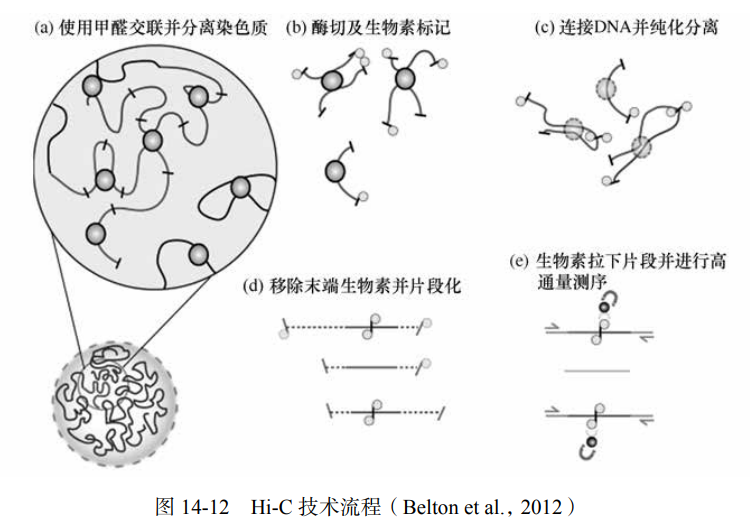 (a) 使用甲醛交联并分离染色质
(b) 酶切及生物素标记
(c) 连接DNA并纯化分离
(d) 移除末端生物素并片段化
(e) 生物素拉下片段并进行高
通量测序
图 14-12 Hi-C 技术流程（Belton et al., 2012）